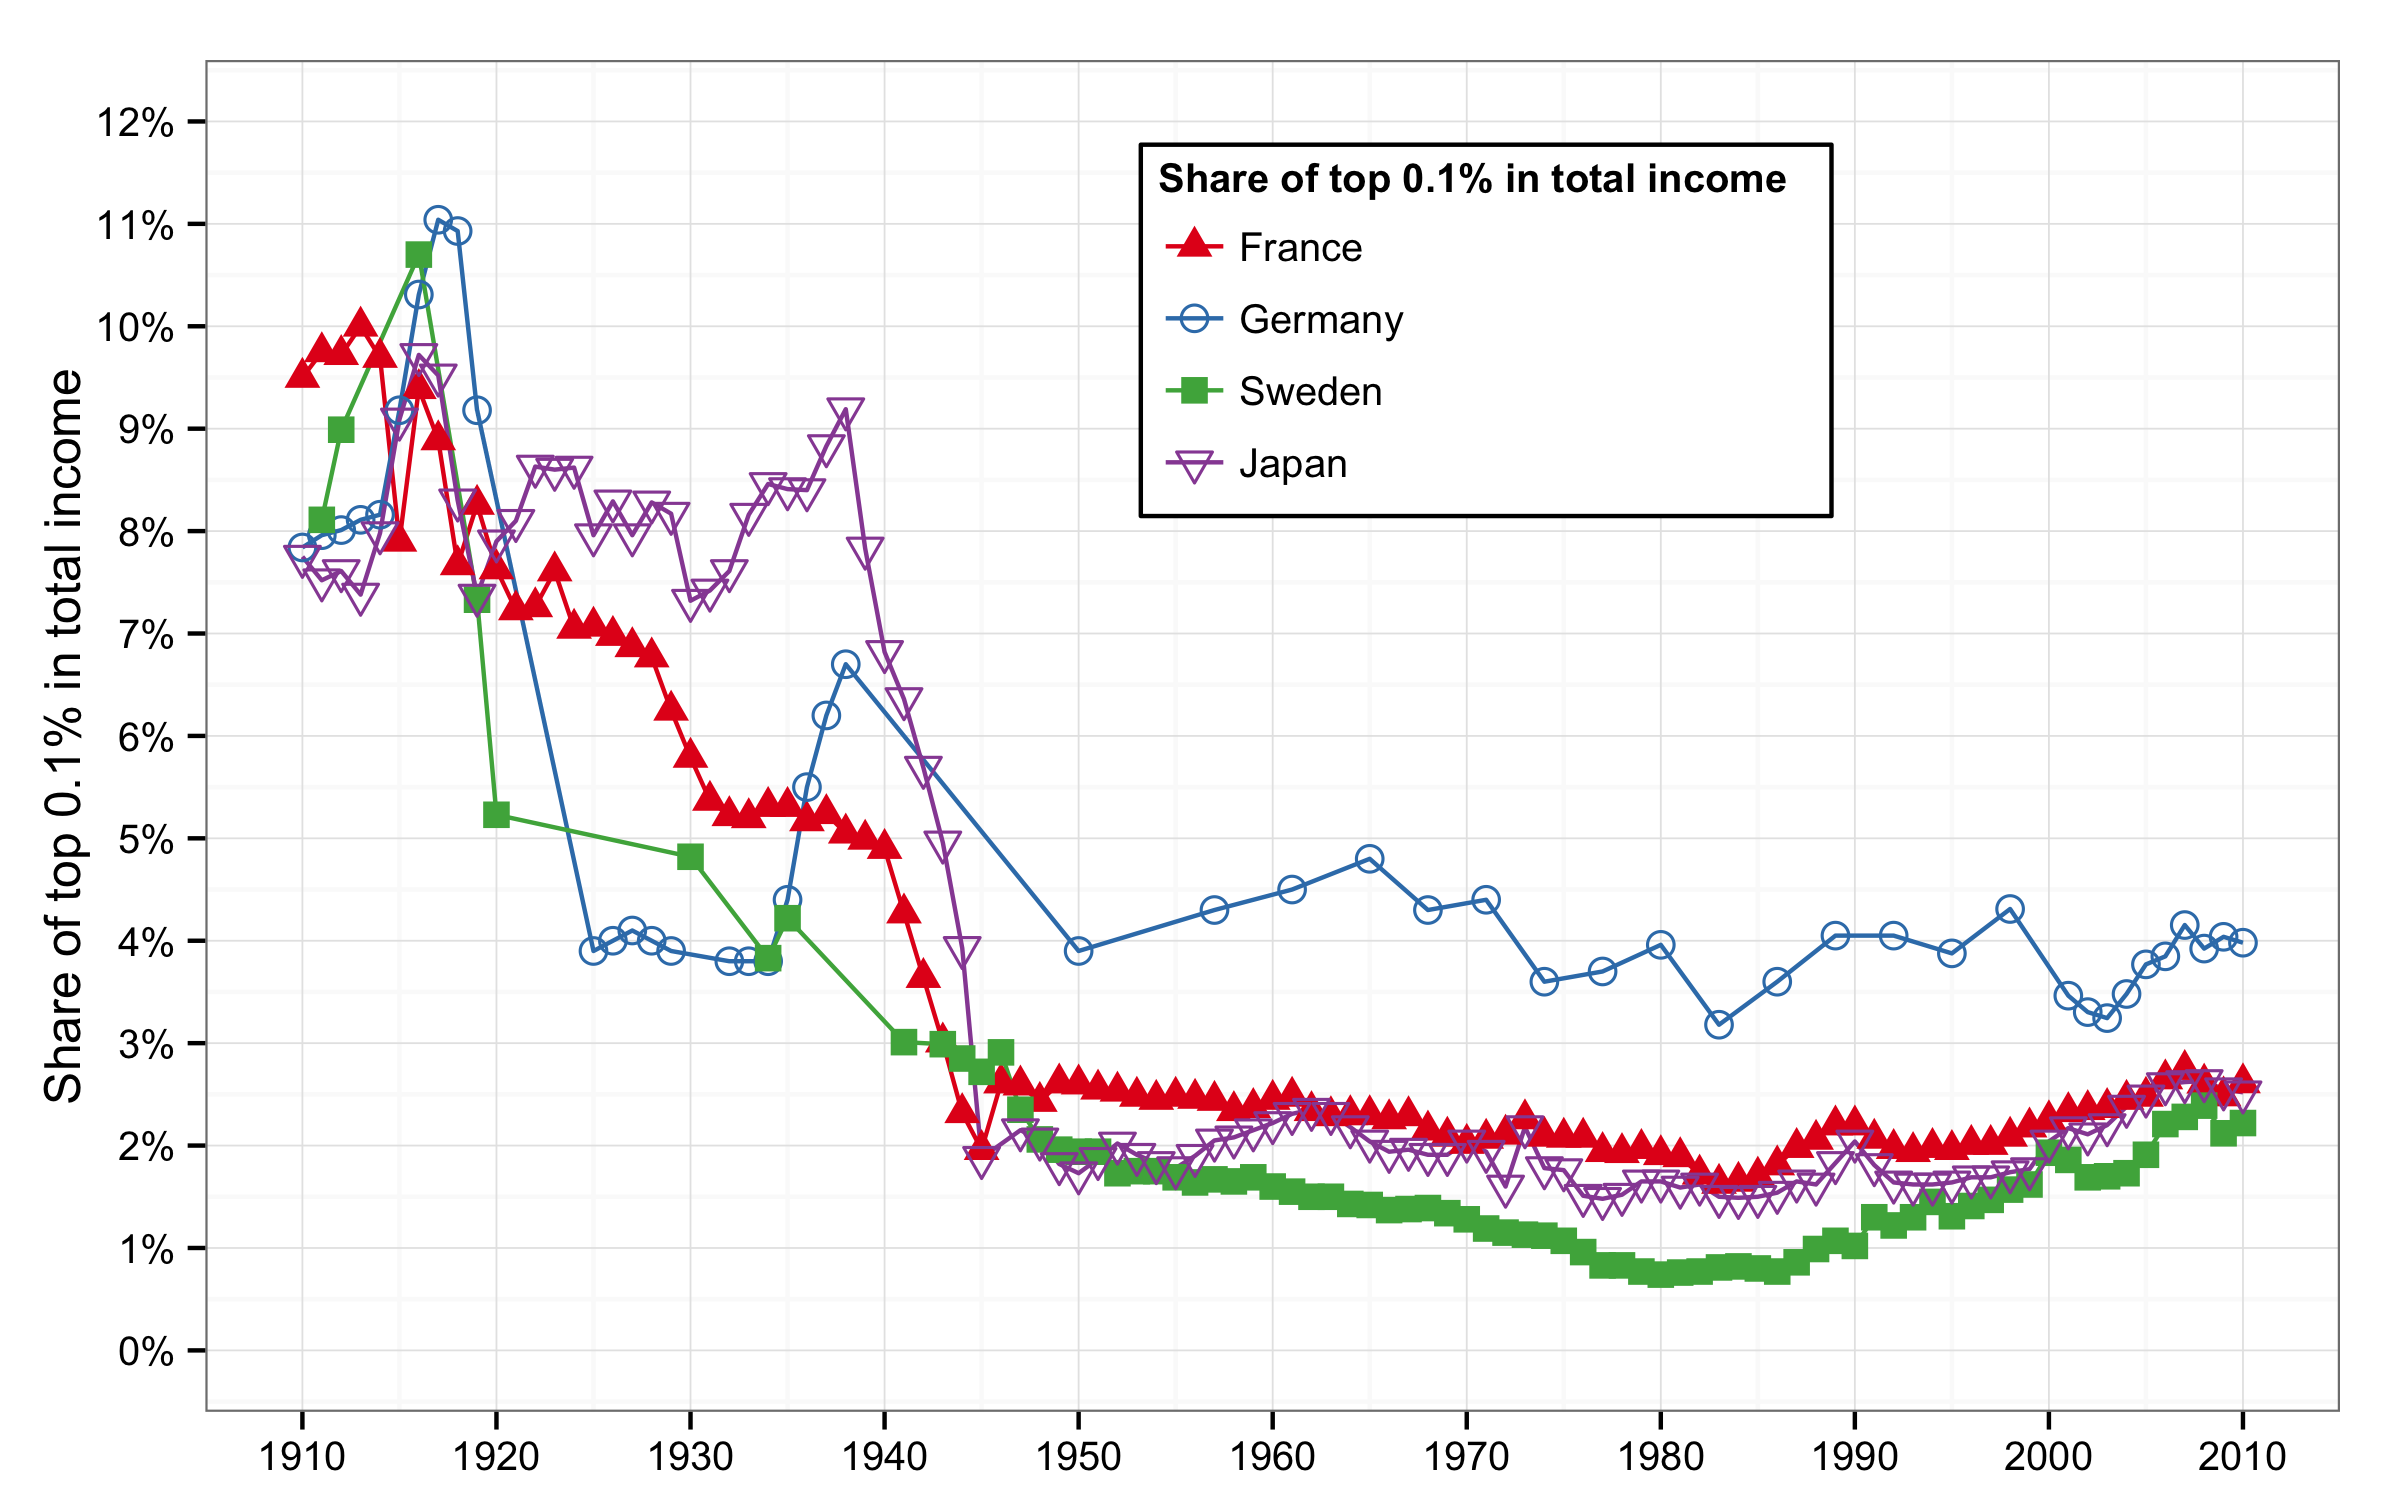 Share of top 0.1% in total income
12%
11%
10%
9%
8%
7%
6%
5%
4%
3%
2%
1%
0%
Share of top 0.1% in total income
France
Germany
Sweden
Japan
1910 1920 1930 1940 1950 1960 1970 1980 1990 2000 2010